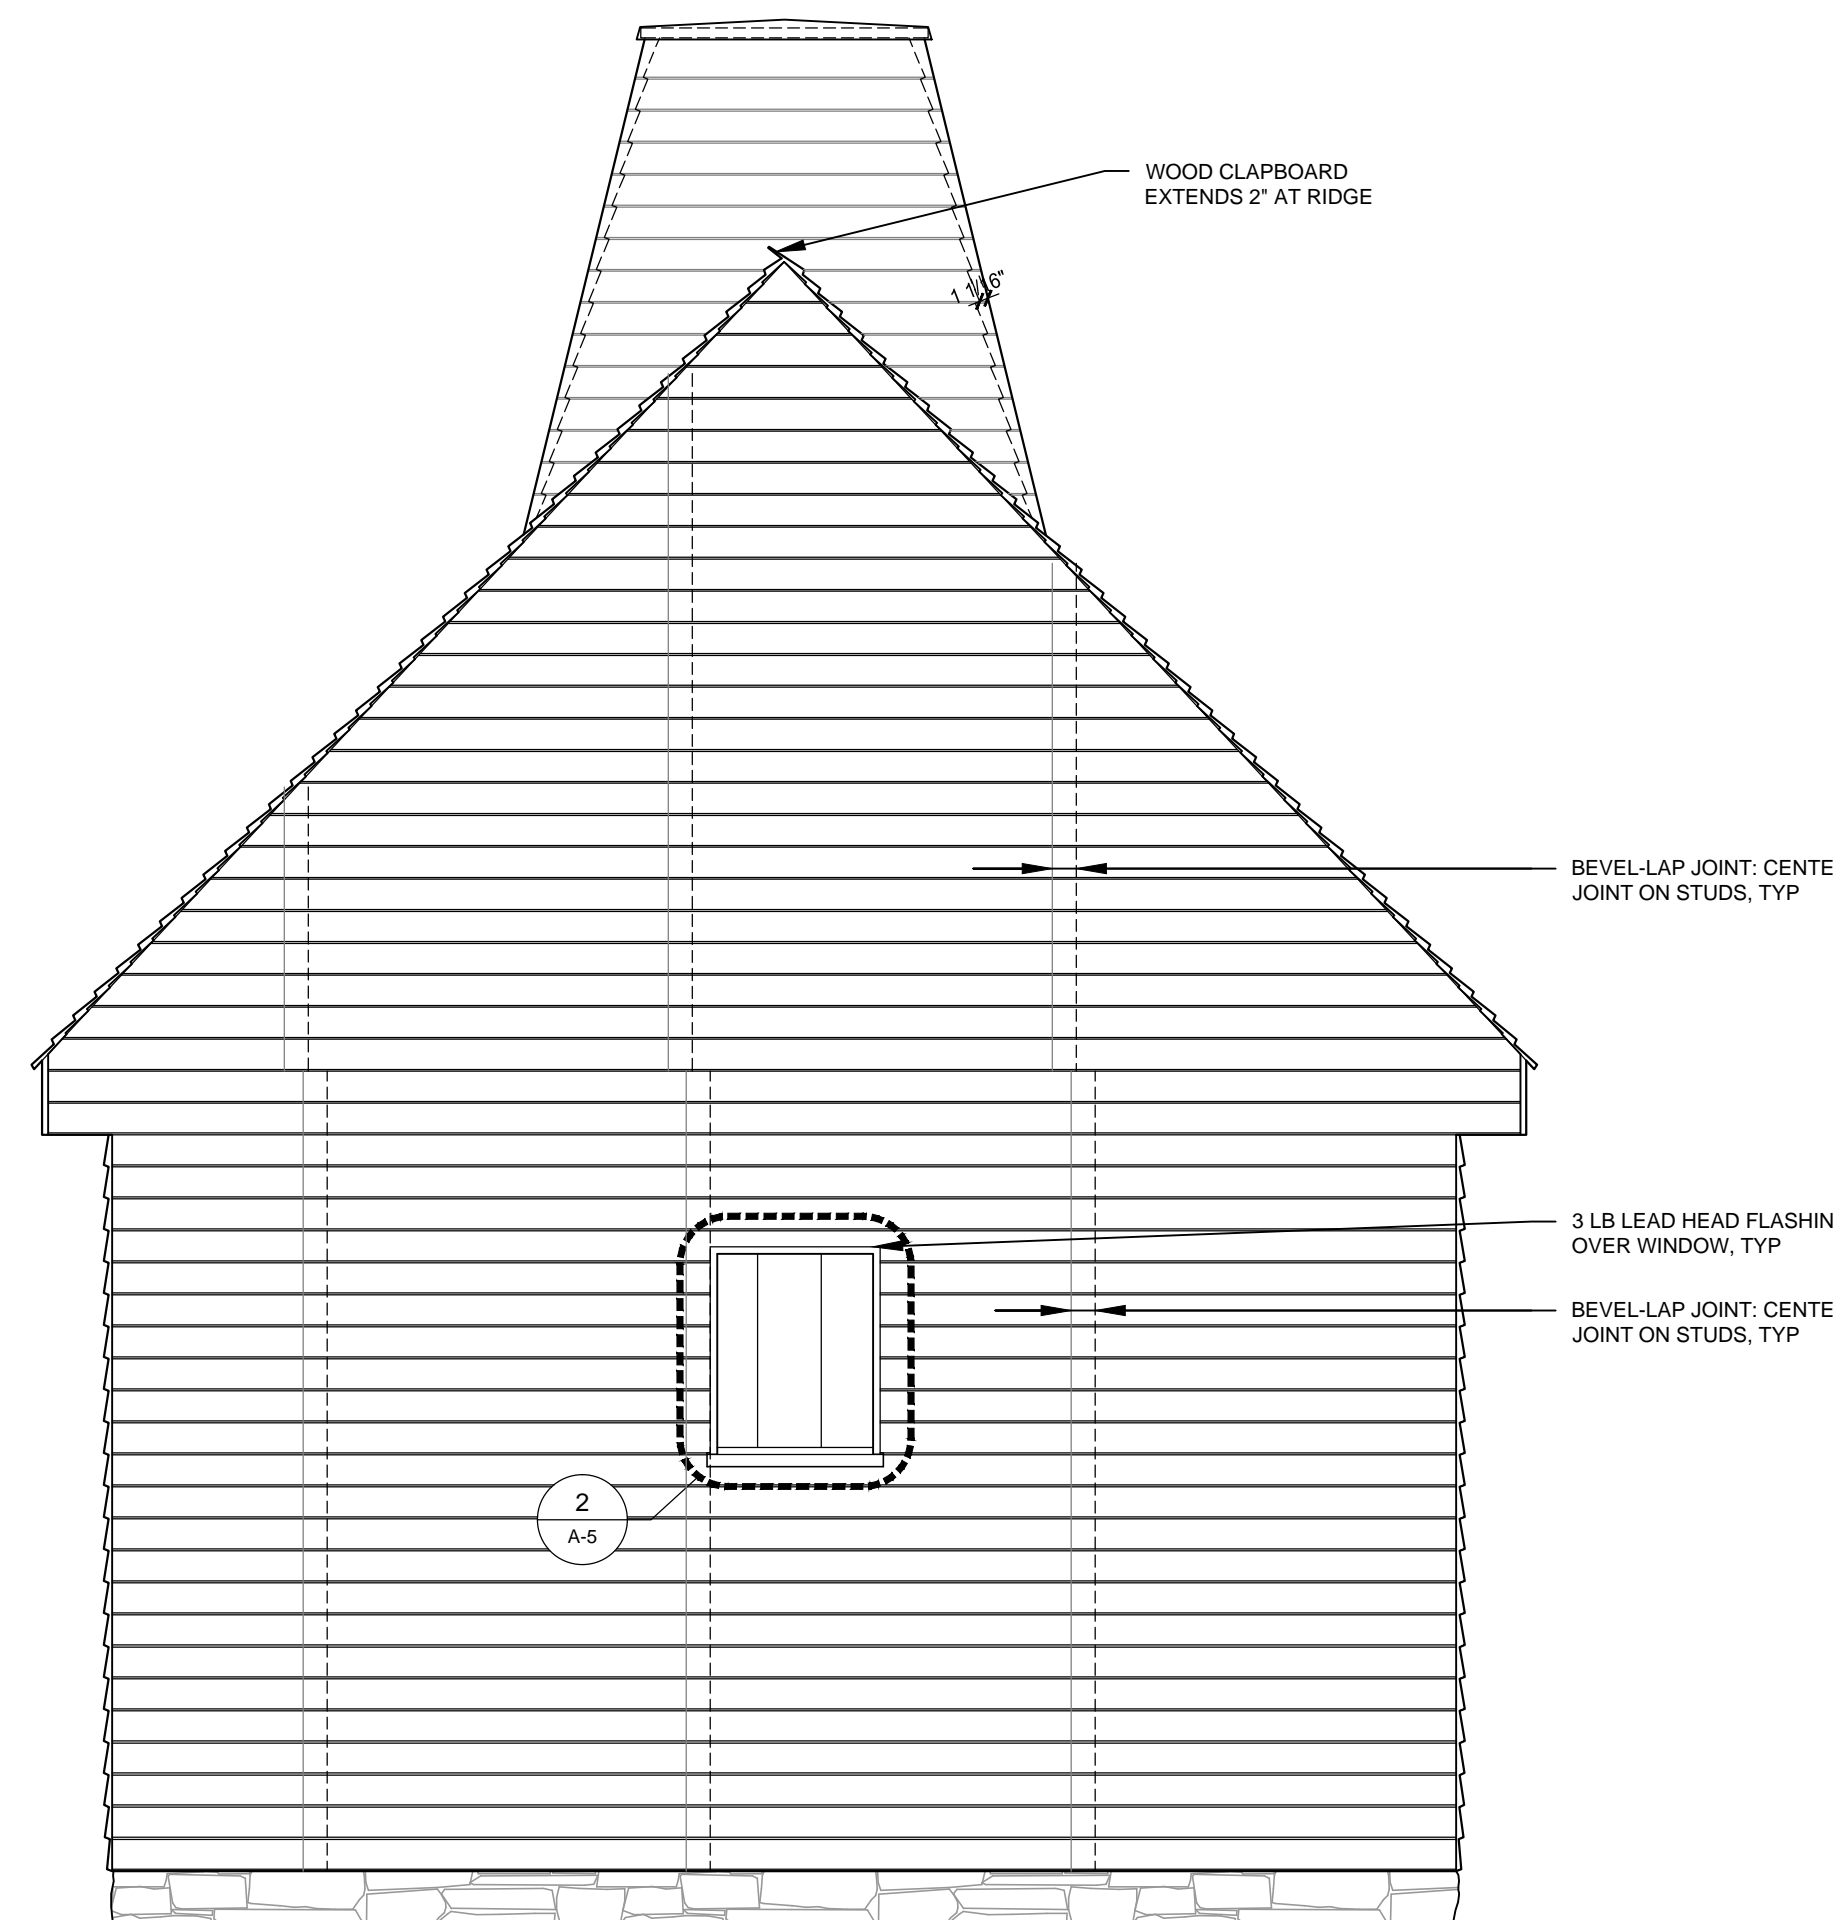 WOOD CLAPBOARD
EXTENDS 2" AT RIDGE
1 1/16"
BEVEL-LAP JOINT: CENTE
JOINT ON STUDS, TYP
3 LB LEAD HEAD FLASHIN
OVER WINDOW, TYP
BEVEL-LAP JOINT: CENTE
JOINT ON STUDS, TYP
2
A-5